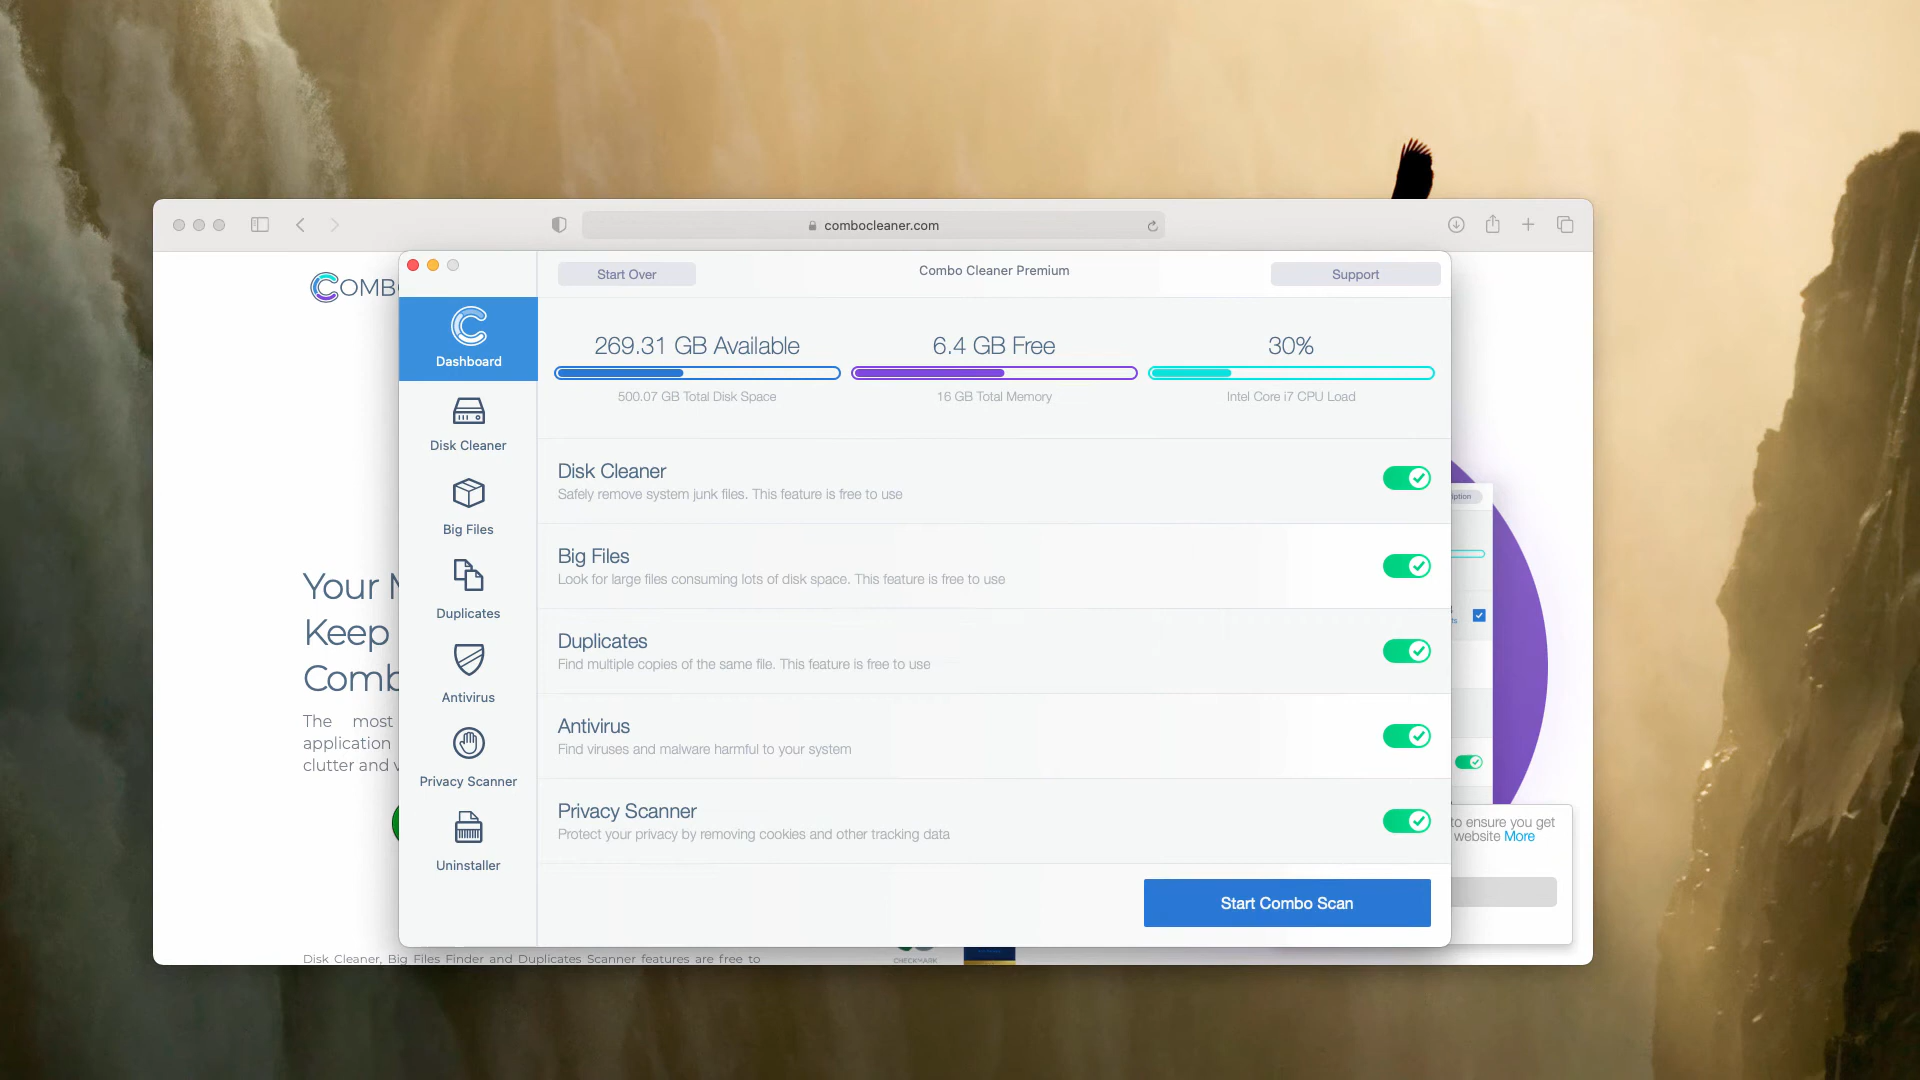 combocleaner.com
COMB
Start Over
Combo Cleaner Premium
Support
Dashboard
Disk Cleaner
Big Files
Duplicates
Antivirus
Privacy Scanner
Uninstaller
269.31 GB Available
500.07 GB Total Disk Space
6.4 GB Free
16 GB Total Memory
30%
Intel Core i7 CPU Load
Disk Cleaner
Safely remove system junk files. This feature is free to use
Big Files
Look for large files consuming lots of disk space. This feature is free to use
Duplicates
Find multiple copies of the same file. This feature is free to use
Antivirus
Find viruses and malware harmful to your system
Privacy Scanner
Protect your privacy by removing cookies and other tracking data
Start Combo Scan
Your
Keep
Comb
The most
application
clutter and
ription
to ensure you get
website More
Disk Cleaner, Big Files Finder and Duplicates Scanner features are free to
CHECKMARK